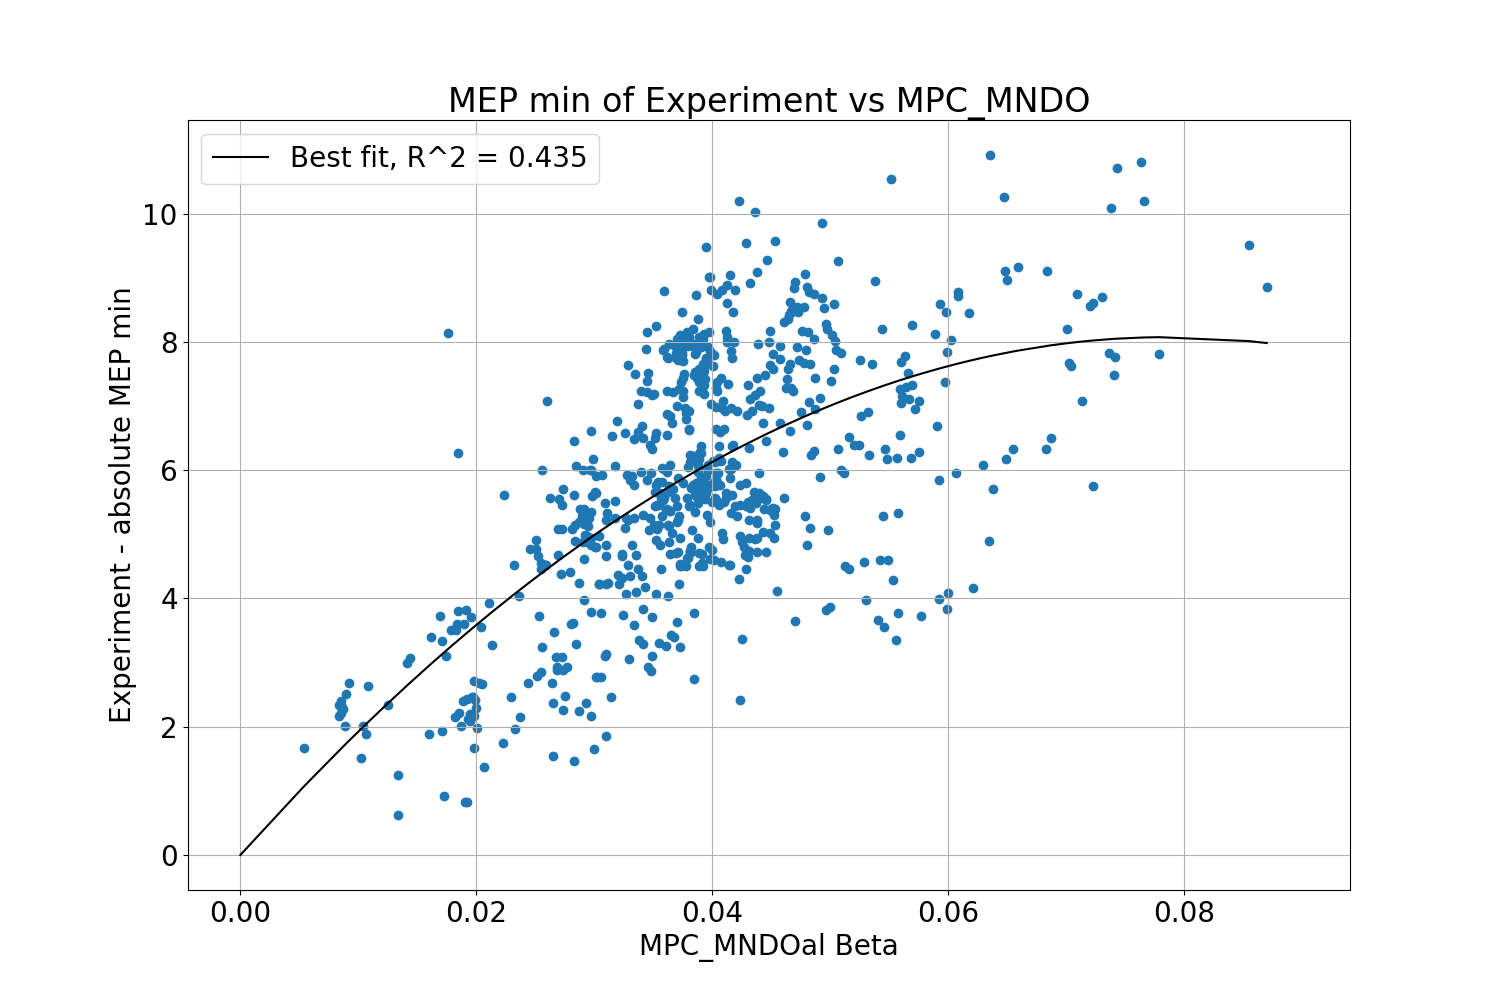 MEP min of Experiment vs MPC_MNDO
Best fit, R^2 = 0.435
Experiment - absolute MEP min
10
8
6
4
2
0
0.00 0.02 0.04 0.06 0.08
MPC_MNDOal Beta